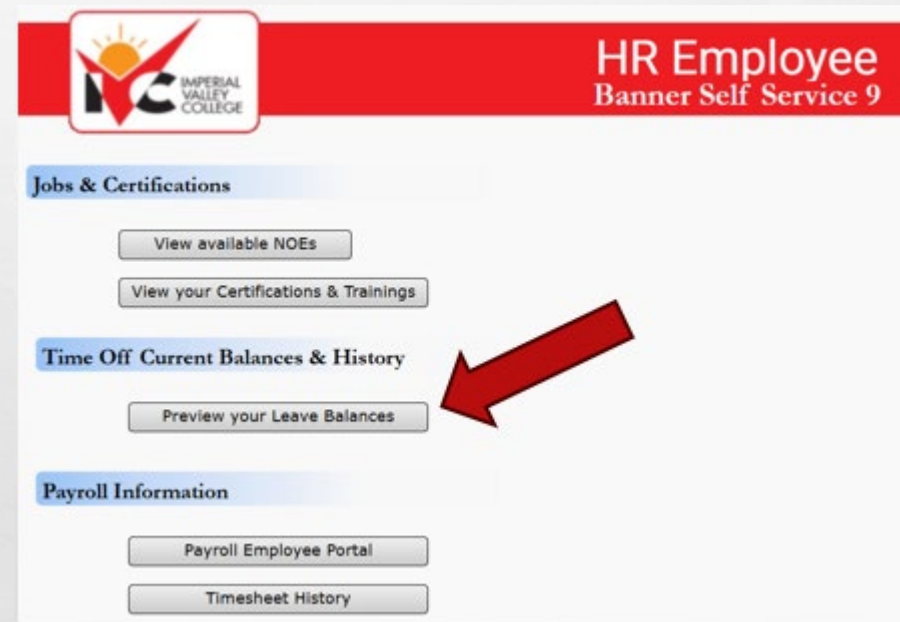 IVC
IMPERIAL
VALLEY
COLLEGE
HR Employee
Banner Self Service 9
Jobs & Certifications
View available NOEs
View your Certifications & Trainings
Time Off Current Balances & History
Preview your Leave Balances
Payroll Information
Payroll Employee Portal
Timesheet History